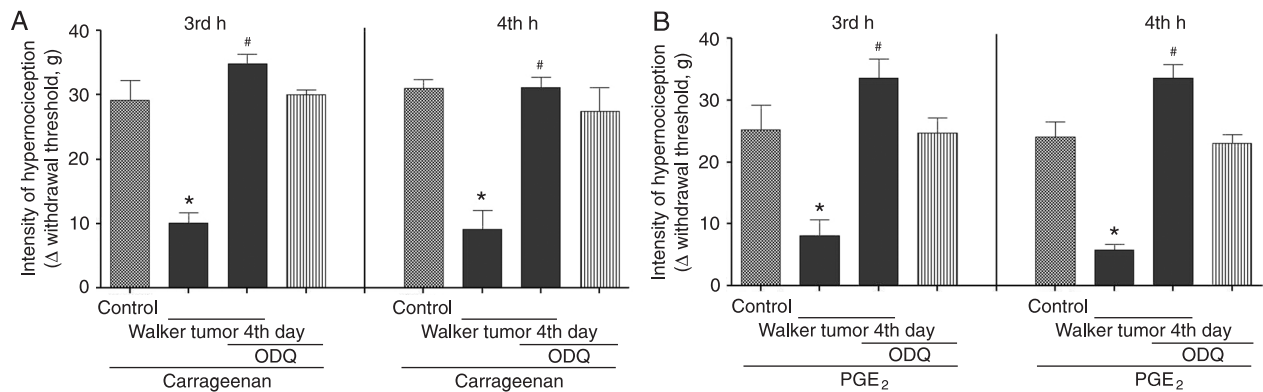 A
3rd h
4th h
Intensity of hypernociception
(Δ withdrawal threshold, g)
40
30
20
10
0
*
#
*
#
Control
Walker tumor 4th day
ODQ
Carrageenan
Walker tumor 4th day
ODQ
Control
Carrageenan
B
3rd h
4th h
Intensity of hypernociception
(Δ withdrawal threshold, g)
40
30
20
10
0
*
#
*
#
Control
Walker tumor 4th day
ODQ
PGE₂
Control
Walker tumor 4th day
ODQ
PGE₂